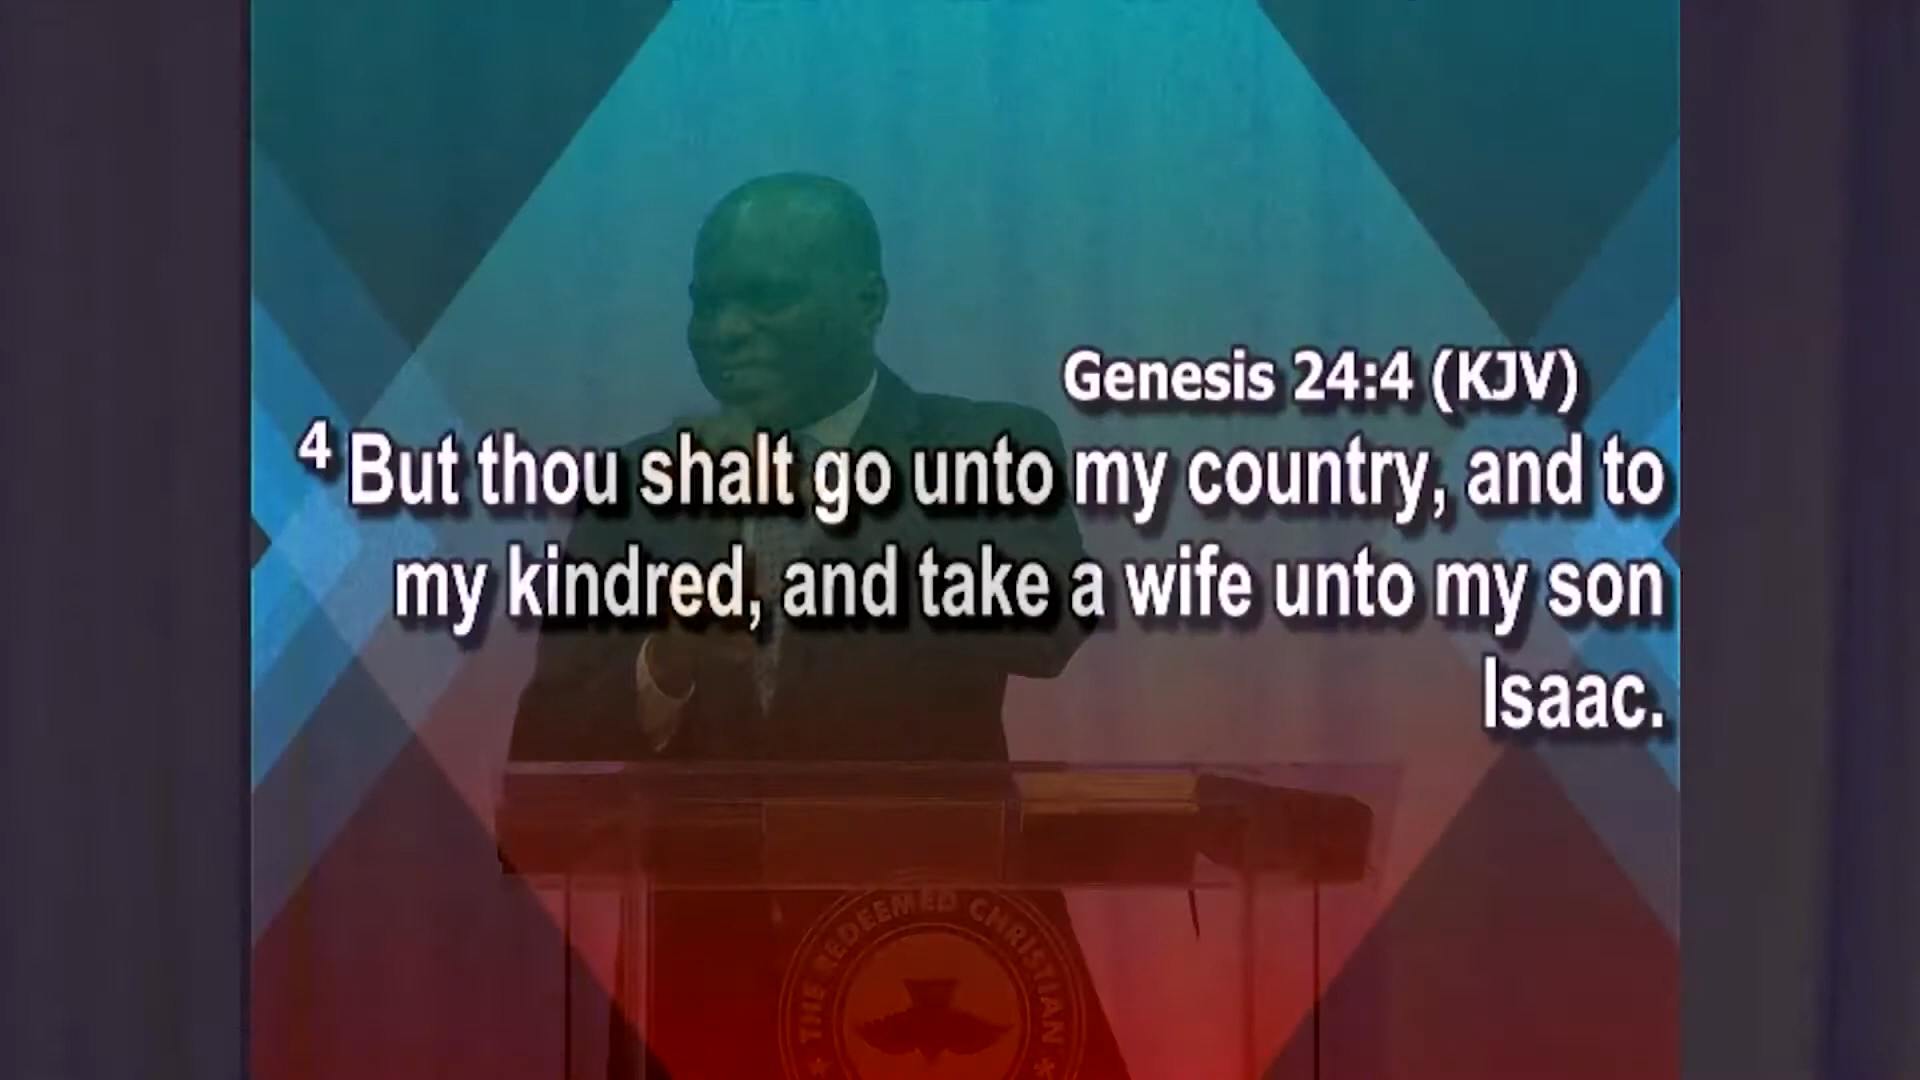 Genesis 24:4 (KJV)
4 But thou shalt go unto my country, and to
my kindred, and take a wife unto my son
Isaac.
THE REDEEMED CHRISTIAN